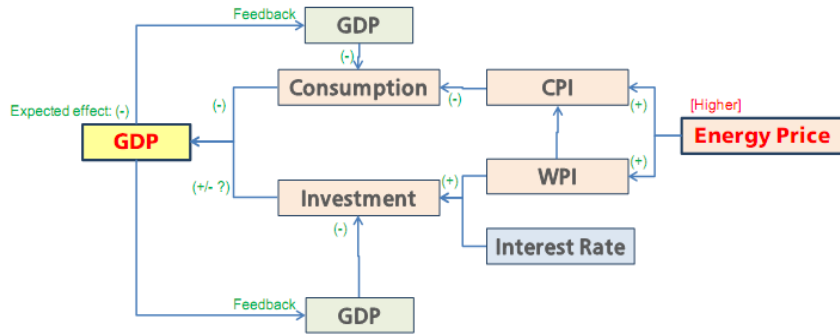 Feedback
GDP
(-)
Consumption
(-)
CPI
(+)
[Higher]
Energy Price
(-)
Expected effect: (-)
GDP
(+)
WPI
(+)
(+/- ?)
Investment
(-)
Interest Rate
Feedback
GDP